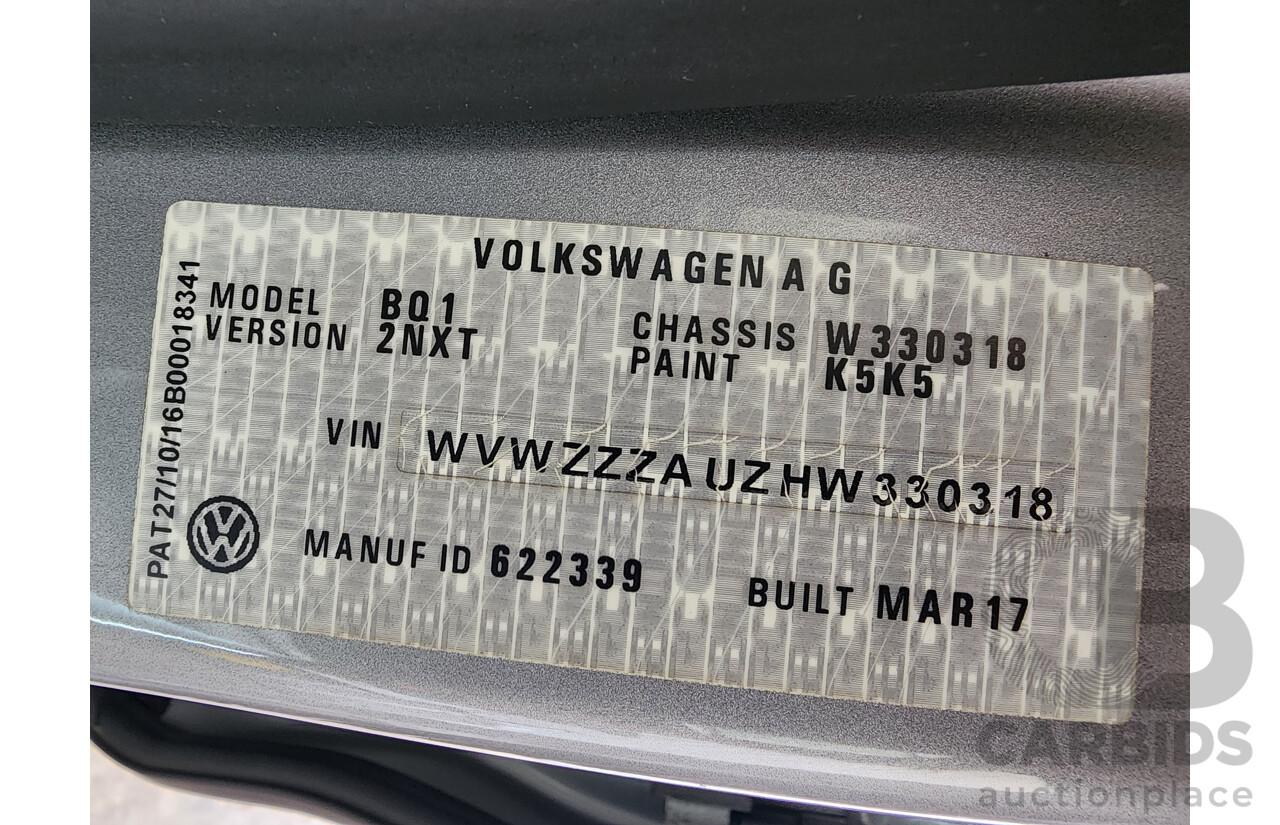 VOLKSWAGEN A G
MODEL BQ1
VERSION 2NXT
CHASSIS W330318
PAINT K5K5
VIN WVWZZZAUZHW330318
MANUF ID 622339
BUILT MAR17
PAT27/10/16B000018341
CARBIDS
auctionplace